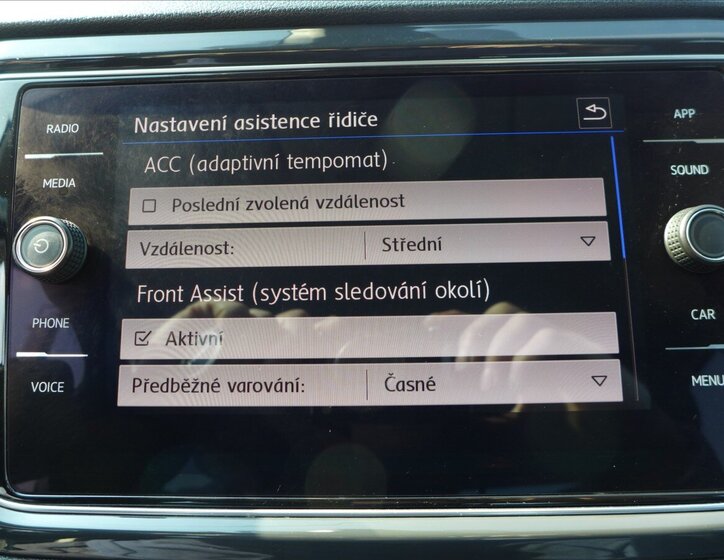 RADIO
MEDIA
PHONE
VOICE
Nastavení asistence řidiče
ACC (adaptivní tempomat)
Poslední zvolená vzdálenost
Vzdálenost: Střední
Front Assist (systém sledování okolí)
Aktivní
Předběžné varování: Časné
APP
SOUND
CAR
MENU